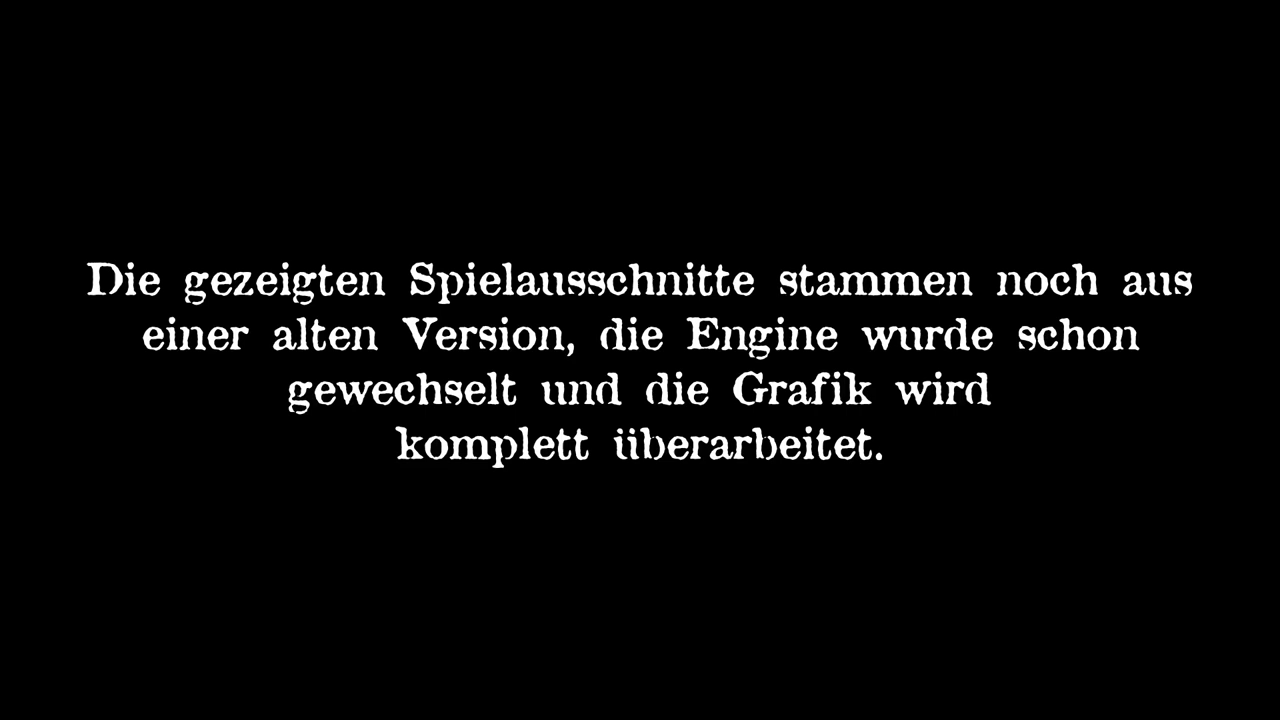 Die gezeigten Spielausschnitte stammen noch aus
einer alten Version, die Engine wurde schon
gewechselt und die Grafik wird
komplett überarbeitet.